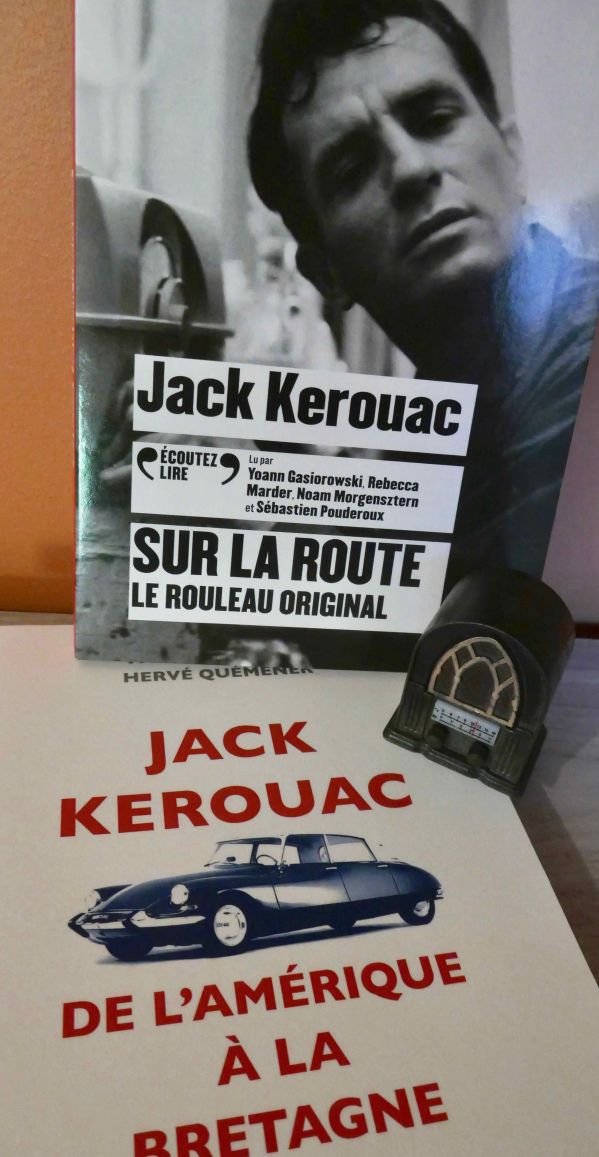 Jack Kerouac
ÉCOUTEZ
LIRE
Lu par
Yoann Gasiorowski, Rebecca
Marder, Noam Morgensztern
et Sébastien Pouderoux
SUR LA ROUTE
LE ROULEAU ORIGINAL
HERVÉ QUÉMÉNER
JACK
KEROUAC
DE L'AMÉRIQUE
À LA
BRETAGNE